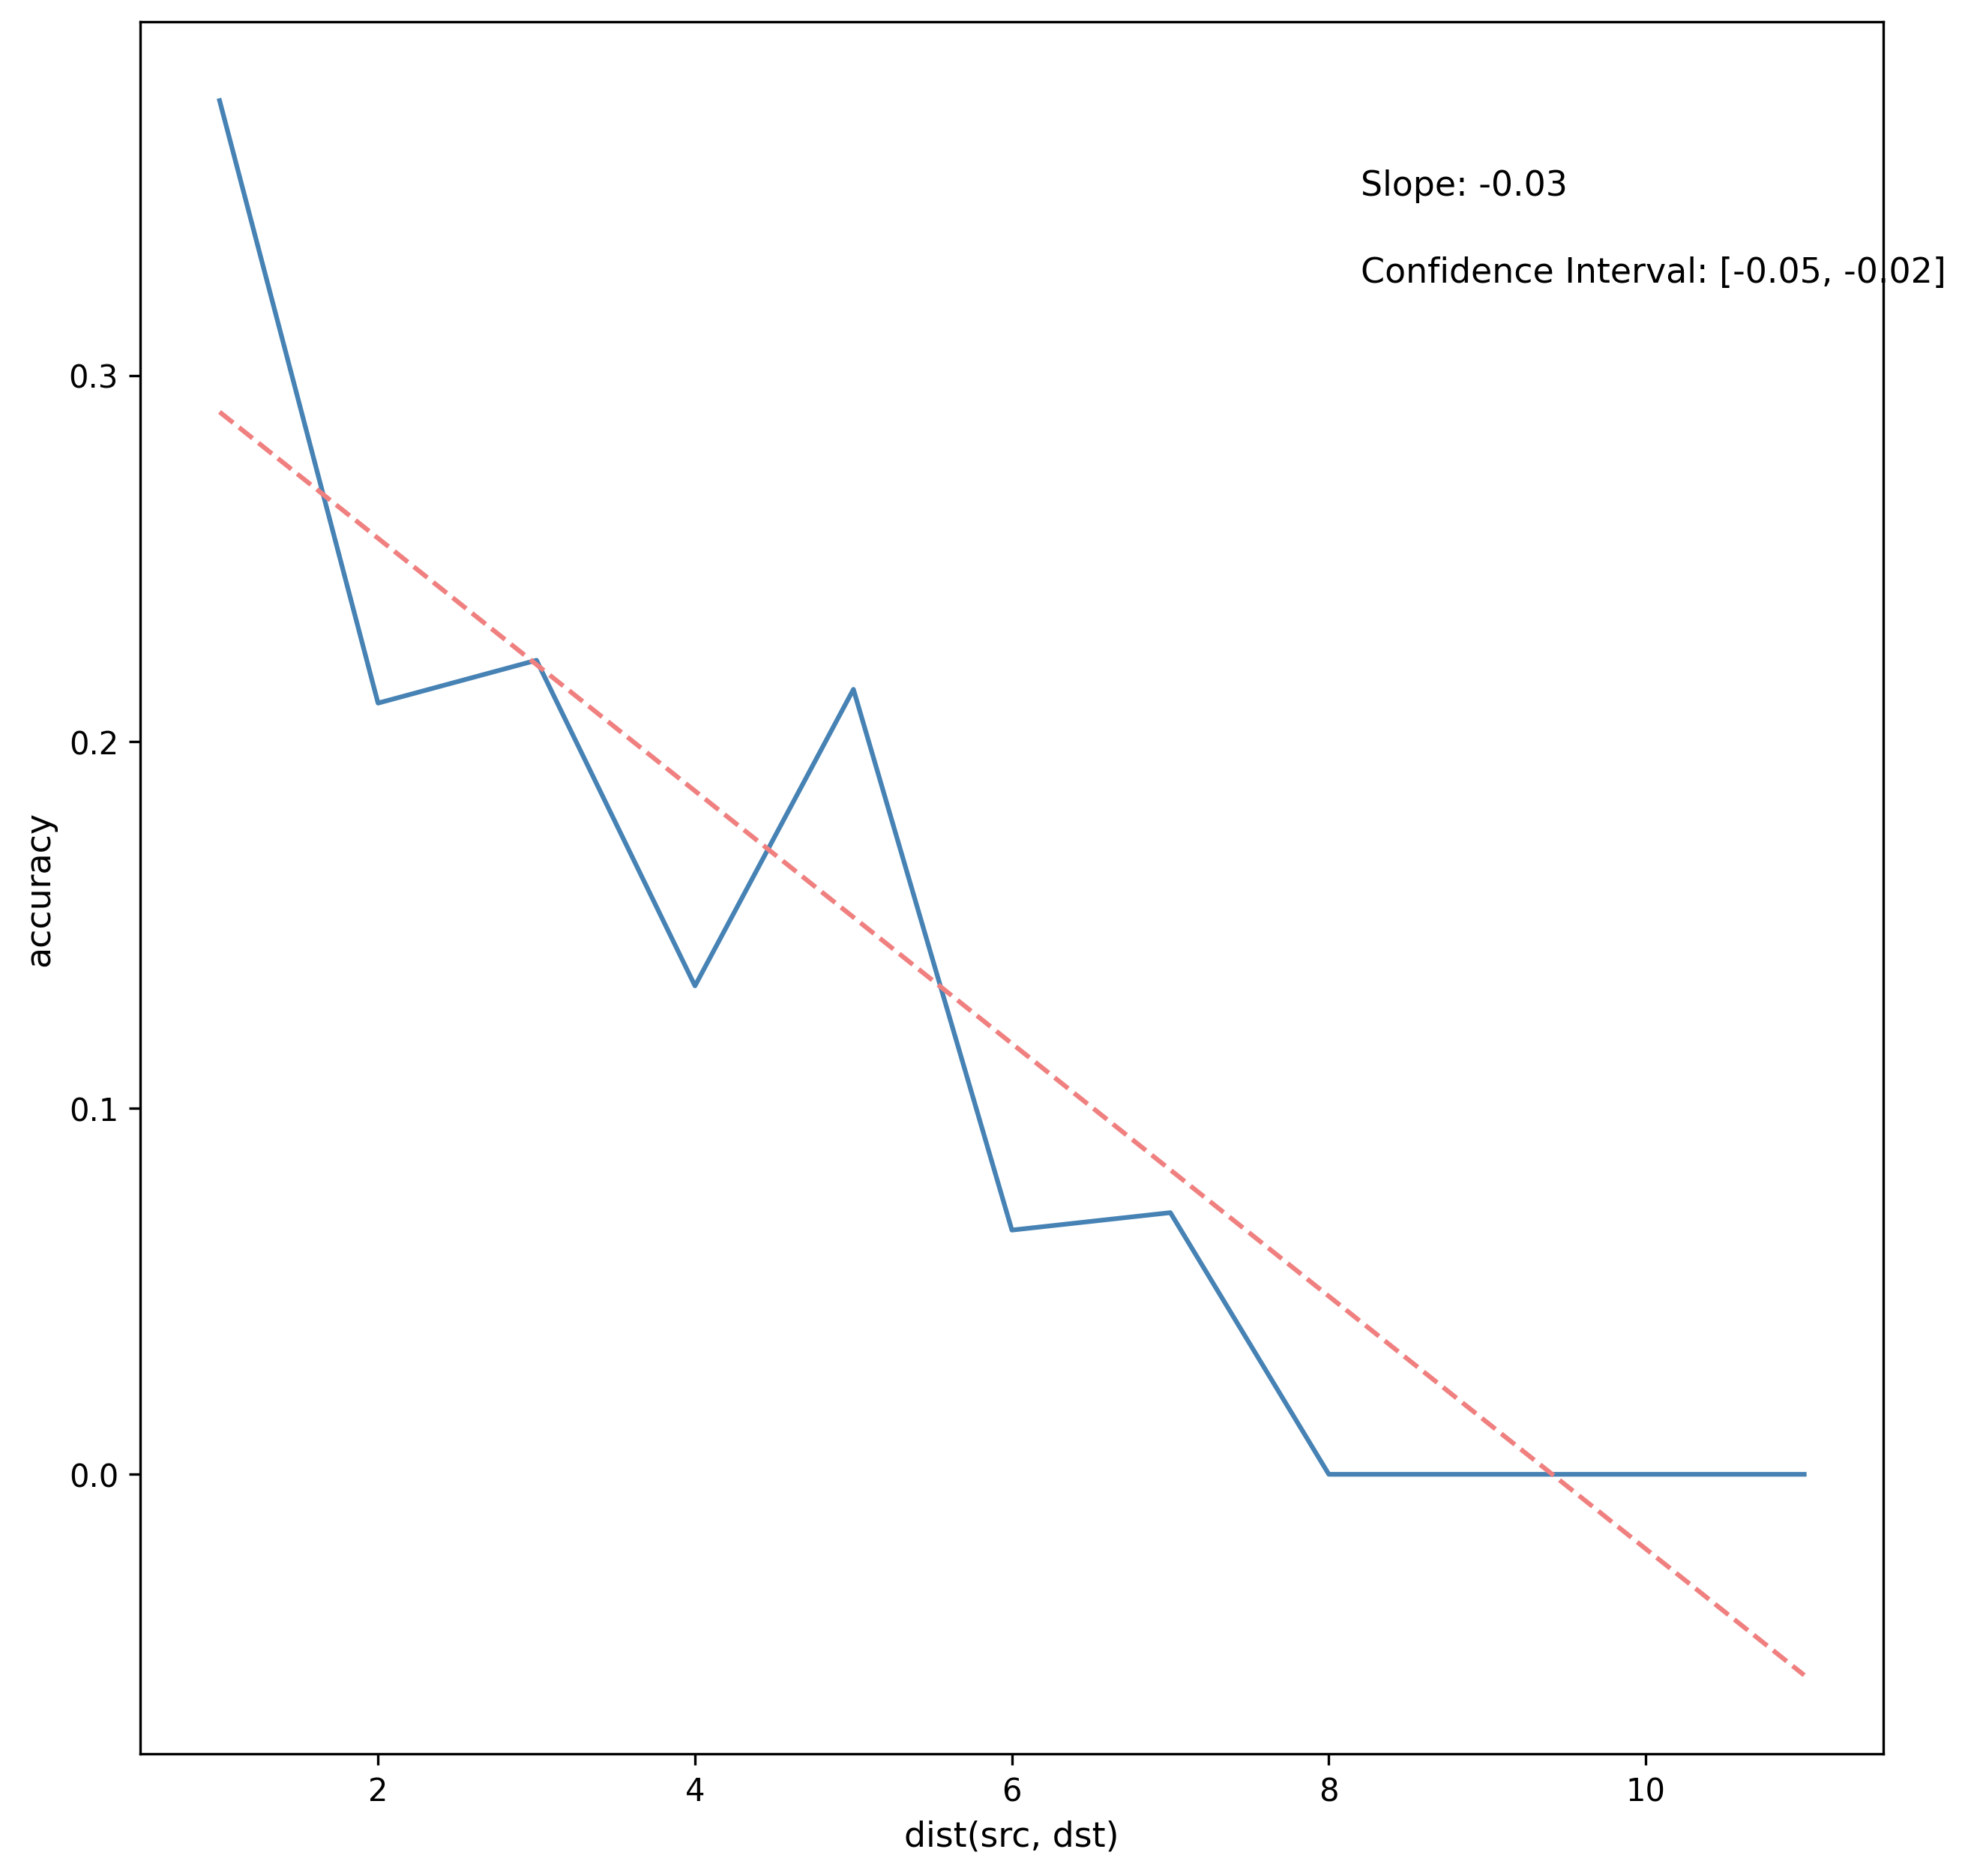 Slope: -0.03
Confidence Interval: [-0.05, -0.02]
0.3
0.2
0.1
0.0
accuracy
2 4 6 8 10
dist(src, dst)